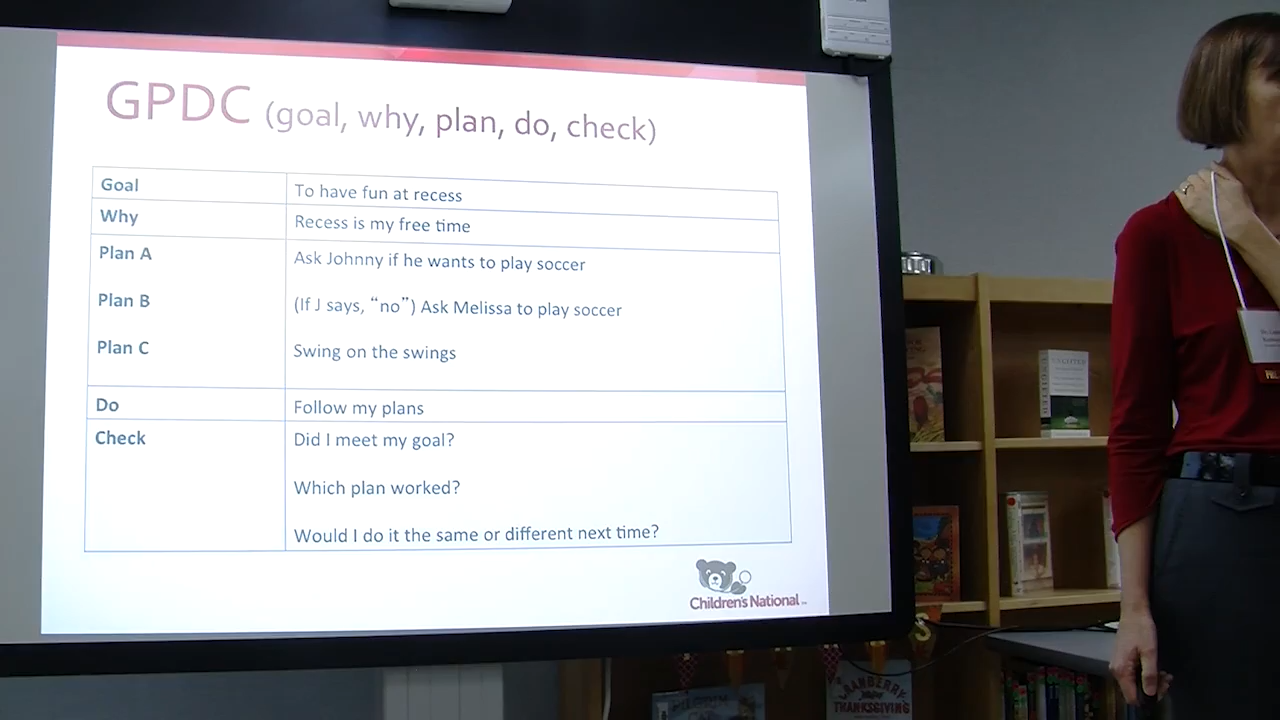 GPDC (goal, why, plan, do, check)
Goal
To have fun at recess
Why
Recess is my free time
Plan A
Ask Johnny if he wants to play soccer
Plan B
(If J says, “no”) Ask Melissa to play soccer
Plan C
Swing on the swings
Do
Follow my plans
Check
Did I meet my goal?
Which plan worked?
Would I do it the same or different next time?
Children's National
CRANBERRY
THANKSGIVING
PILGRIM